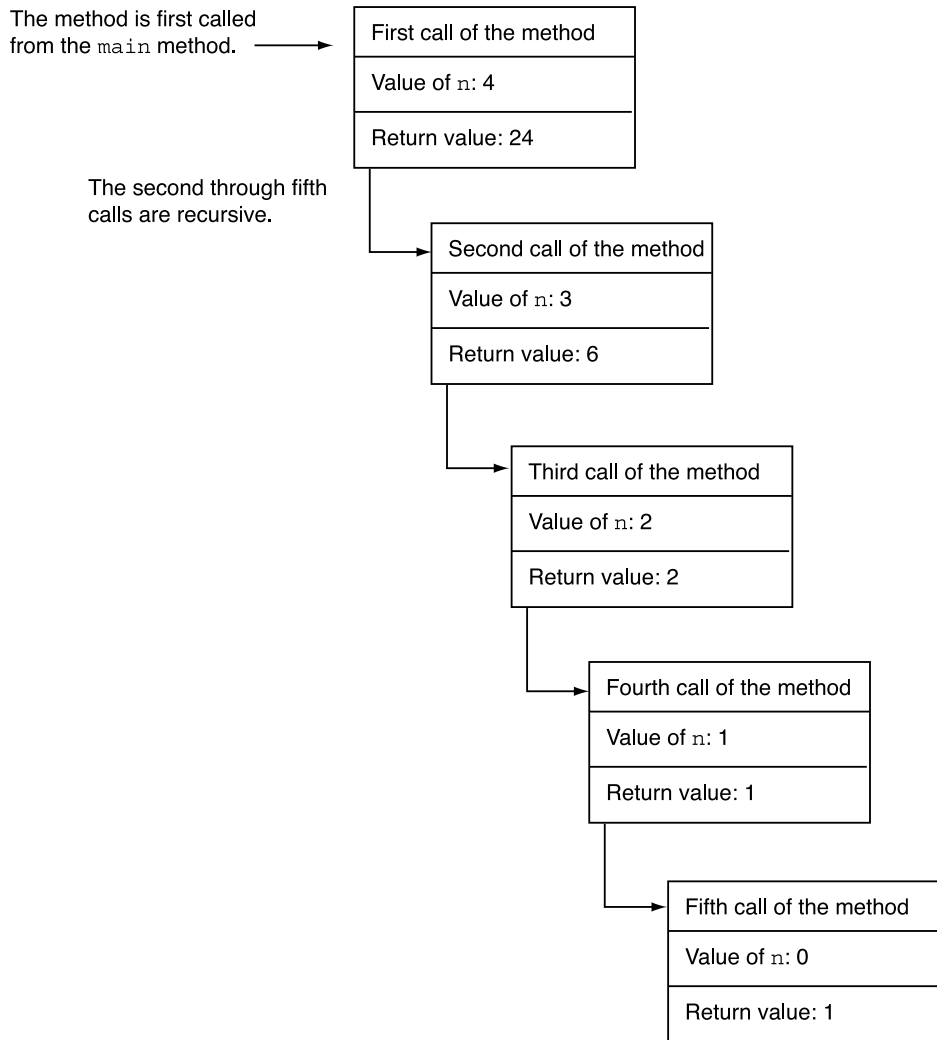 The method is first called
from the main method.
First call of the method
Value of n: 4
Return value: 24
The second through fifth
calls are recursive.
Second call of the method
Value of n: 3
Return value: 6
Third call of the method
Value of n: 2
Return value: 2
Fourth call of the method
Value of n: 1
Return value: 1
Fifth call of the method
Value of n: 0
Return value: 1